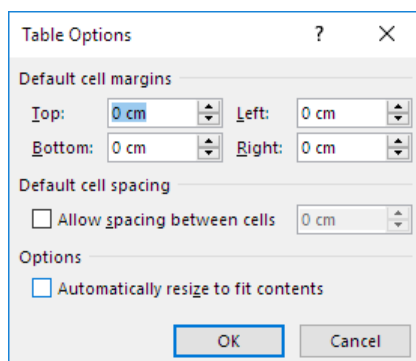 Table Options ?
Default cell margins
Top: 0 cm Left: 0 cm
Bottom: 0 cm Right: 0 cm
Default cell spacing
Allow spacing between cells 0 cm
Options
Automatically resize to fit contents
OK Cancel